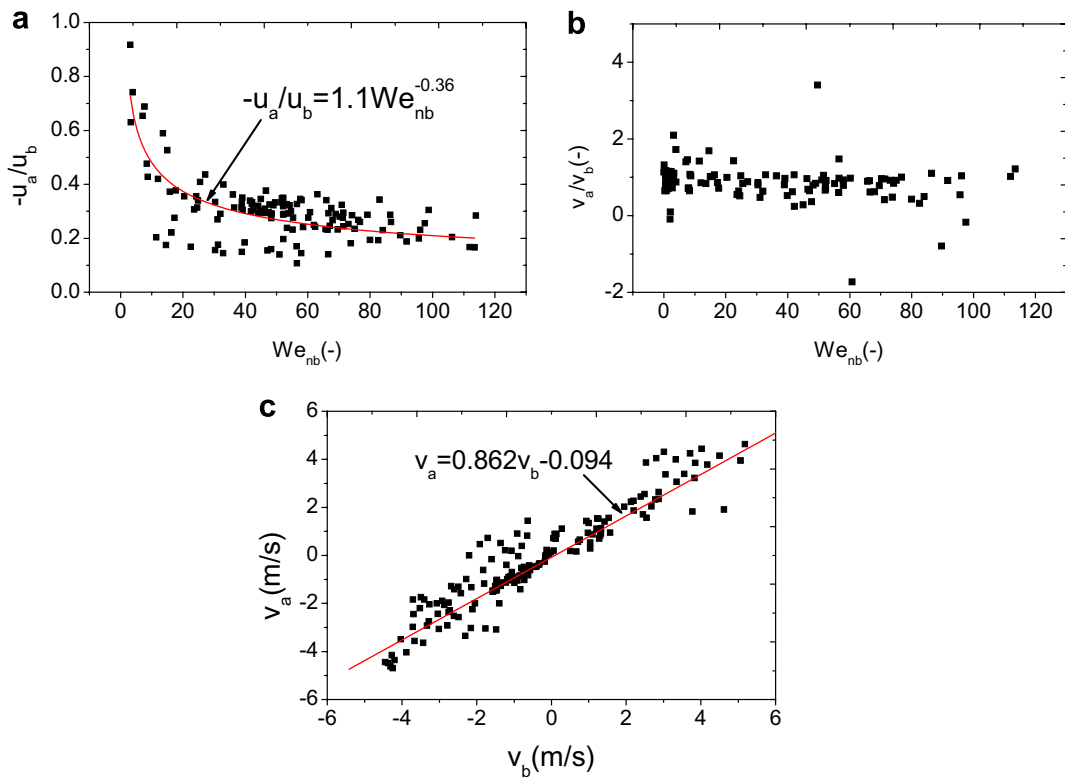 a
1.0
0.8
0.6
0.4
0.2
0.0
-u_a/u_b
-u_a/u_b=1.1We_nb^-0.36
0 20 40 60 80 100 120
We_nb(-)
b
4
2
0
-2
v_a/v_b(-)
0 20 40 60 80 100 120
We_nb(-)
c
6
4
2
0
-2
-4
-6
v_a(m/s)
v_a=0.862v_b-0.094
-6 -4 -2 0 2 4 6
v_b(m/s)